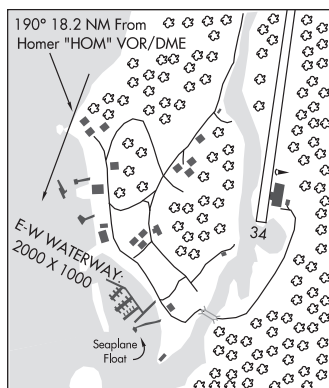 190° 18.2 NM From
Homer "HOM" VOR/DME
34
E-W WATERWAY:
2000 X 1000
Seaplane
Float